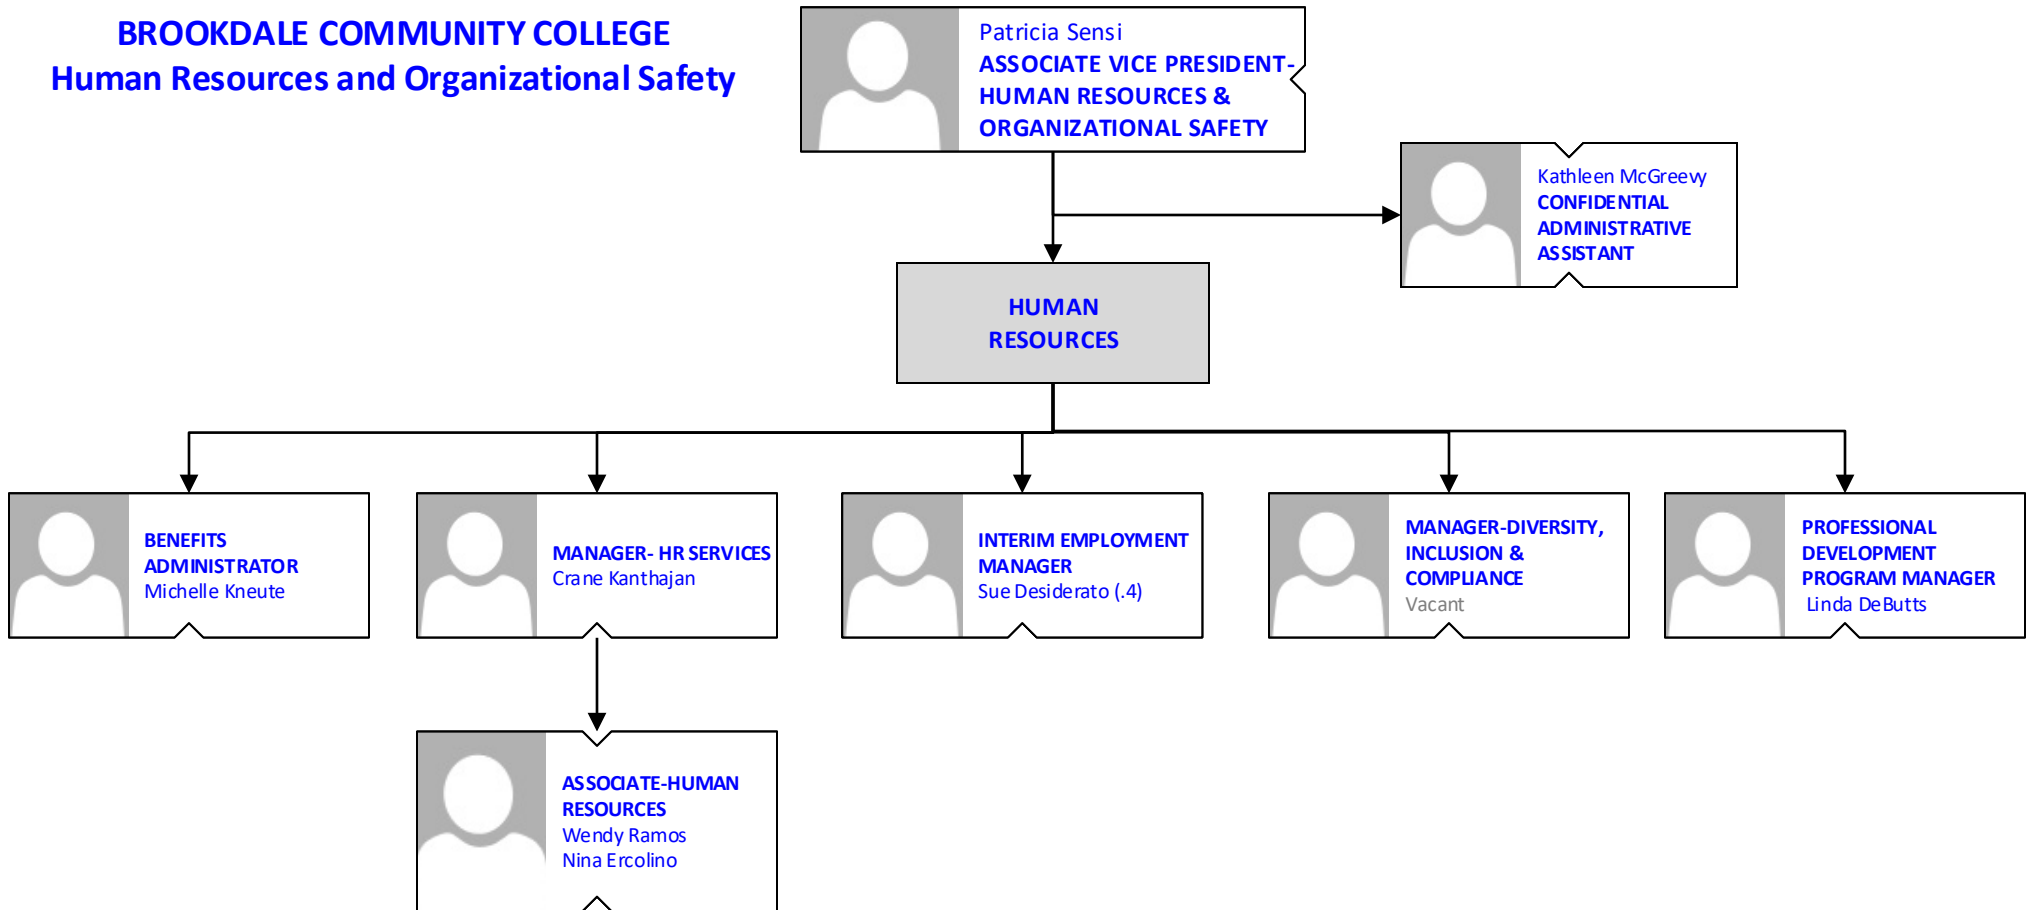 BROOKDALE COMMUNITY COLLEGE
Human Resources and Organizational Safety
Patricia Sensi
ASSOCIATE VICE PRESIDENT-
HUMAN RESOURCES &
ORGANIZATIONAL SAFETY
Kathleen McGreevy
CONFIDENTIAL
ADMINISTRATIVE
ASSISTANT
HUMAN
RESOURCES
BENEFITS
ADMINISTRATOR
Michelle Kneute
MANAGER- HR SERVICES
Crane Kanthajan
INTERIM EMPLOYMENT
MANAGER
Sue Desiderato (.4)
MANAGER-DIVERSITY,
INCLUSION &
COMPLIANCE
Vacant
PROFESSIONAL
DEVELOPMENT
PROGRAM MANAGER
Linda DeButts
ASSOCIATE-HUMAN
RESOURCES
Wendy Ramos
Nina Ercolino